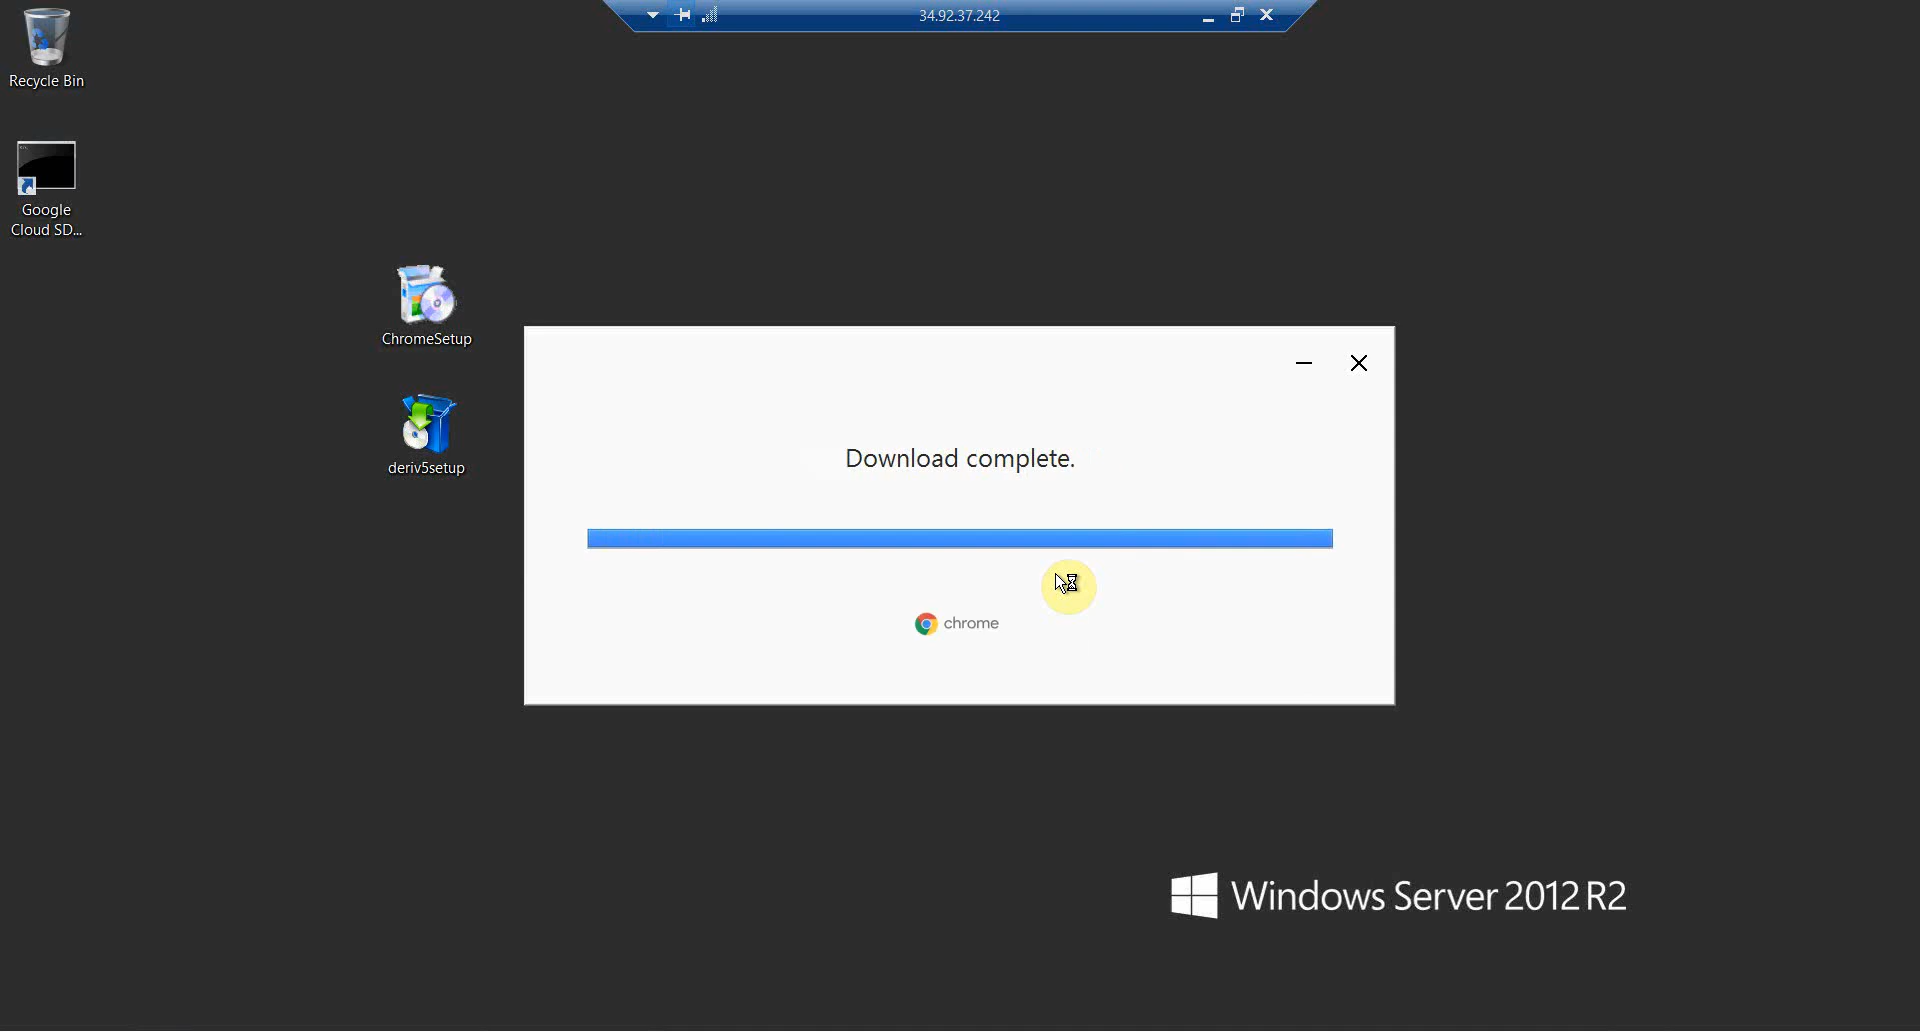 34.92.37.242
Recycle Bin
Google
Cloud SD...
ChromeSetup
deriv5setup
Download complete.
chrome
Windows Server 2012 R2